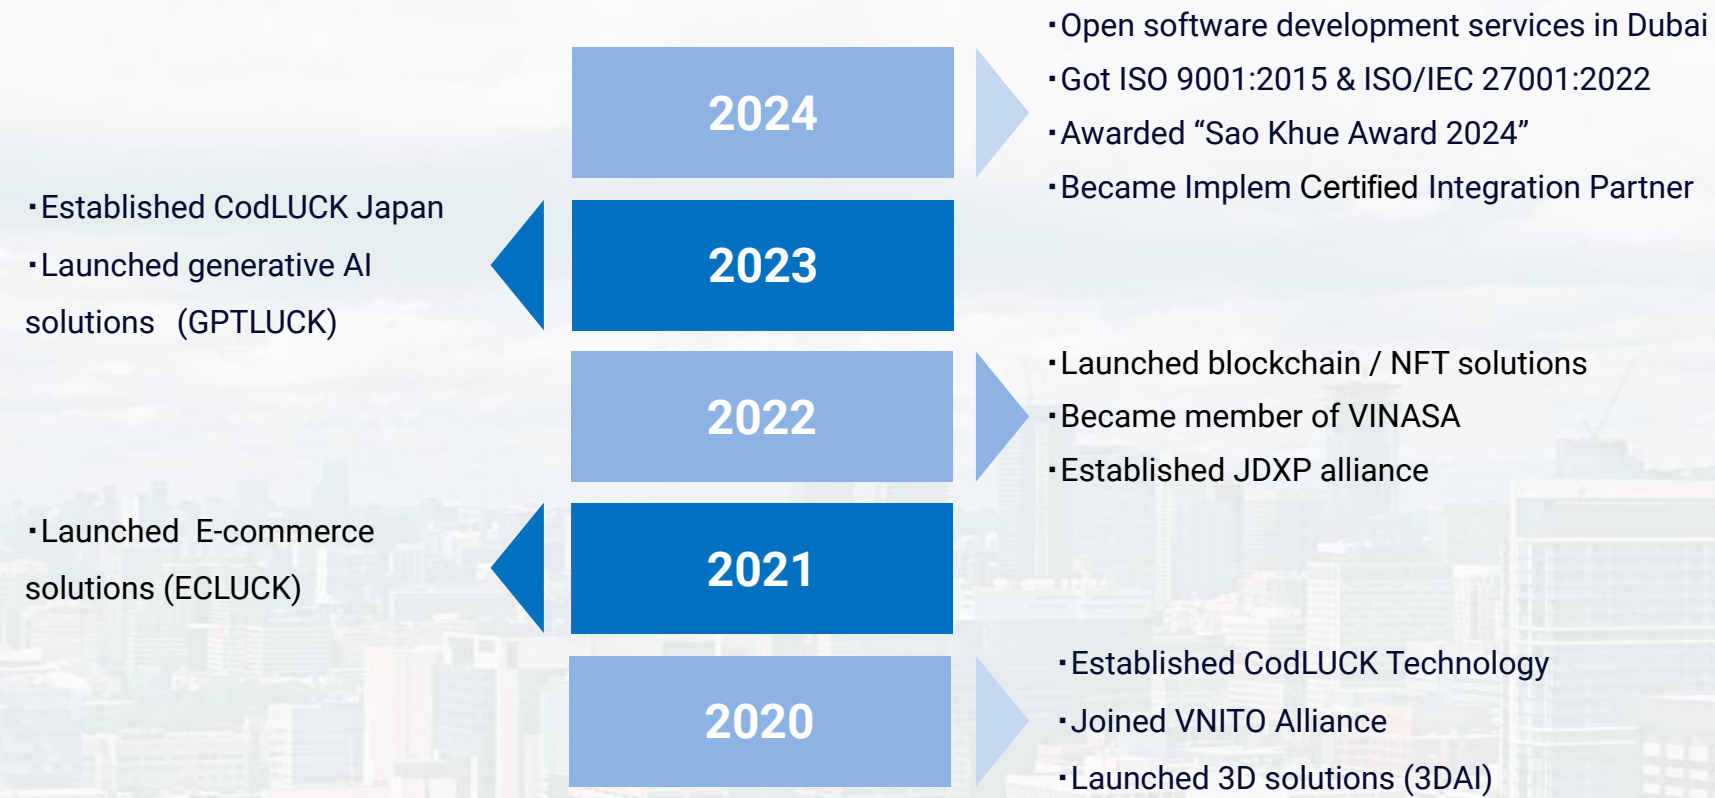 2024
・Open software development services in Dubai
・Got ISO 9001:2015 & ISO/IEC 27001:2022
・Awarded “Sao Khue Award 2024”
・Became Implem Certified Integration Partner
2023
・Established CodLUCK Japan
・Launched generative AI
solutions (GPTLUCK)
2022
・Launched blockchain / NFT solutions
・Became member of VINASA
・Established JDXP alliance
2021
・Launched E-commerce
solutions (ECLUCK)
2020
・Established CodLUCK Technology
・Joined VNITO Alliance
・Launched 3D solutions (3DAI)